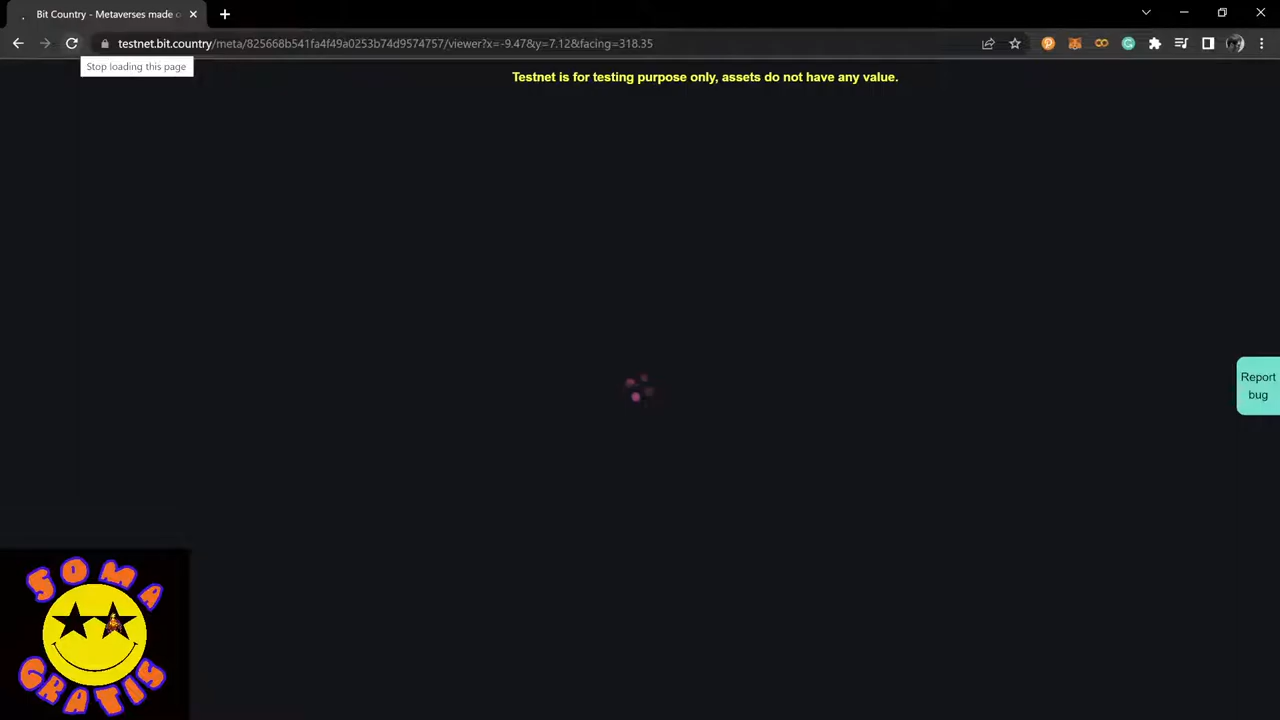 Bit Country - Metaverses made o
testnet.bit.country/meta/825668b541fa4f49a0253b74d9574757/viewer?x=-9.47&y=7.12&facing=318.35
Stop loading this page
Testnet is for testing purpose only, assets do not have any value.
Report
bug
SOMA
GRATIS